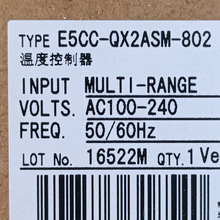 TYPE E5CC-QX2ASM-802
温度控制器
INPUT MULTI-RANGE
VOLTS. AC100-240
FREQ. 50/60Hz
LOT No. 16522M QTY. 1 Ve